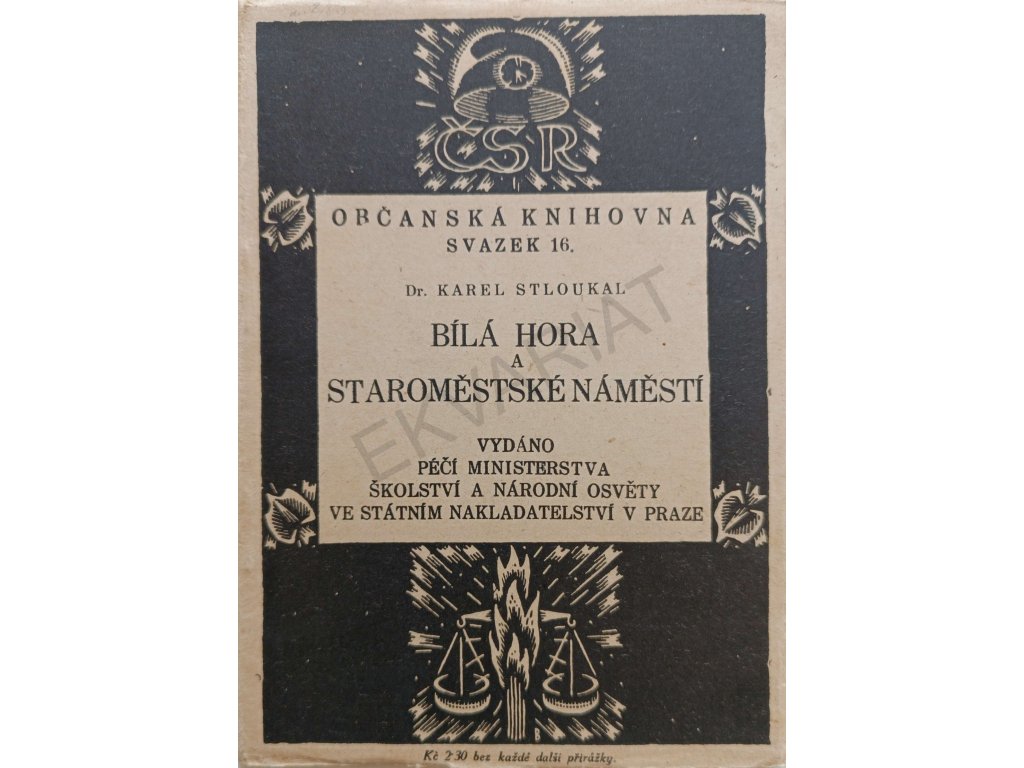 ČSR
OBČANSKÁ KNIHOVNA
SVAZEK 16.
Dr. KAREL STLOUKAL
BÍLÁ HORA
A
STAROMĚSTSKÉ NÁMĚSTÍ
EKVARIAT
VYDÁNO
PÉČÍ MINISTERSTVA
ŠKOLSTVÍ A NÁRODNÍ OSVĚTY
VE STÁTNÍM NAKLADATELSTVÍ V PRAZE
Kč 2·30 bez každé další přirážky.